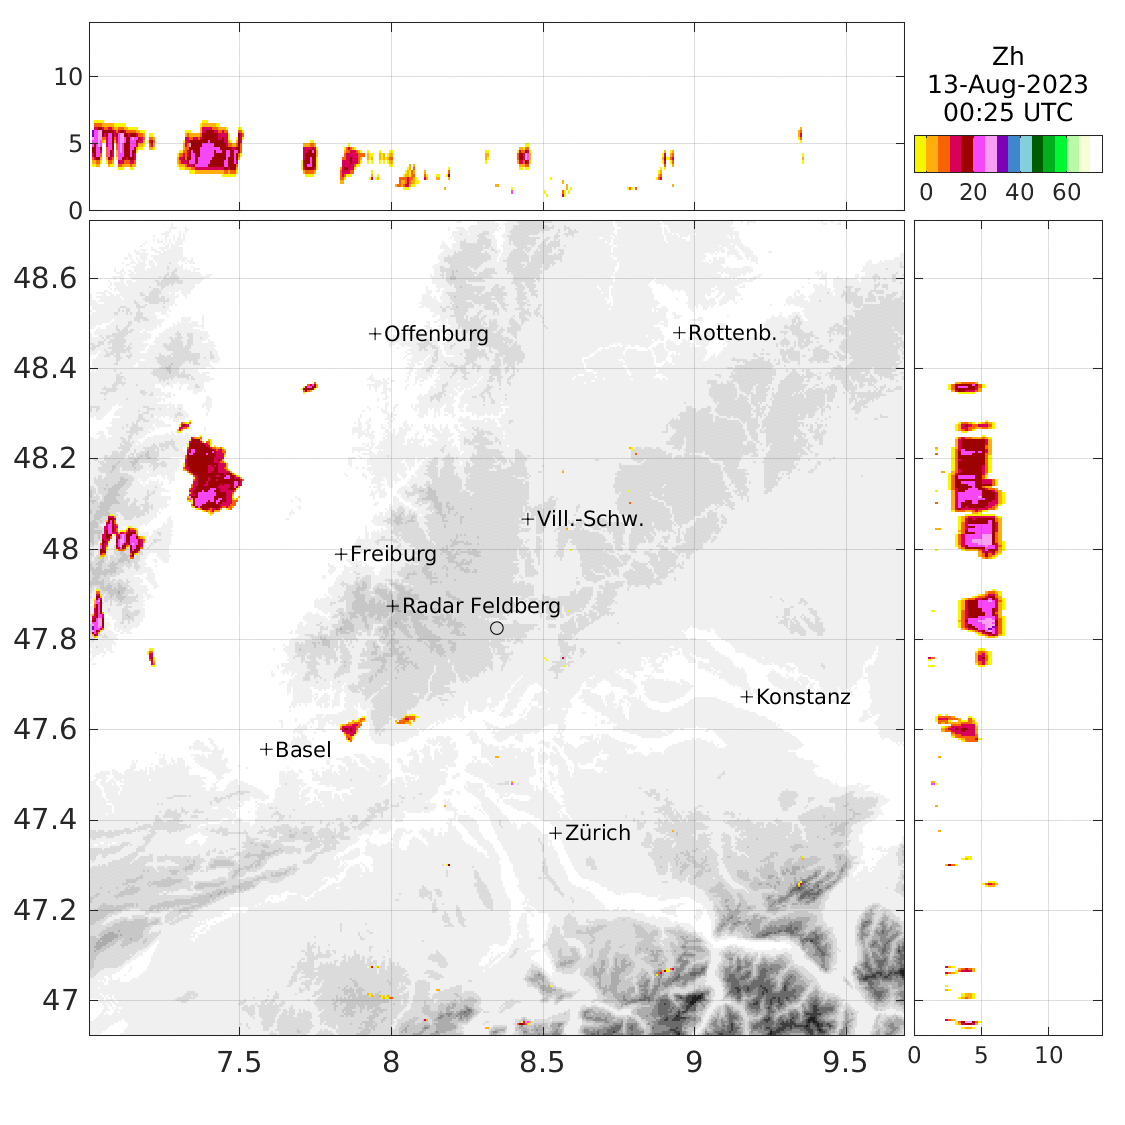 Zh
13-Aug-2023
00:25 UTC
0 20 40 60
10
5
0
48.6
48.4
48.2
48
47.8
47.6
47.4
47.2
47
+Offenburg
+Rottenb.
+Vill.-Schw.
+Freiburg
+Radar Feldberg
+Konstanz
+Basel
+Zürich
7.5 8 8.5 9 9.5
0 5 10